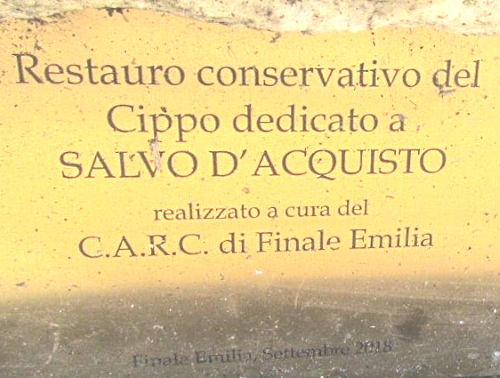 Restauro conservativo del
Cippo dedicato a
SALVO D'ACQUISTO
realizzato a cura del
C.A.R.C. di Finale Emilia
Finale Emilia, Settembre 2018